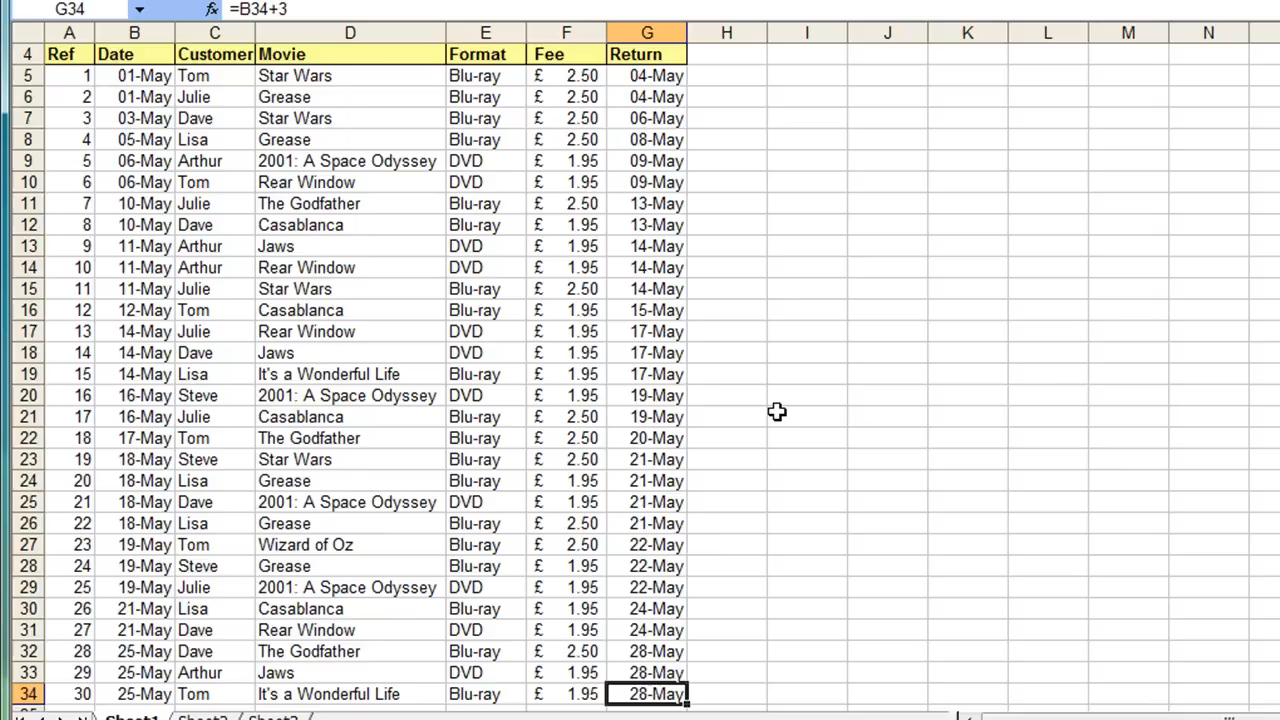 G34 fx =B34+3
A B C D E F G H I J K L M N
4 Ref Date Customer Movie Format Fee Return
5 1 01-May Tom Star Wars Blu-ray £ 2.50 04-May
6 2 01-May Julie Grease Blu-ray £ 2.50 04-May
7 3 03-May Dave Star Wars Blu-ray £ 2.50 06-May
8 4 05-May Lisa Grease Blu-ray £ 2.50 08-May
9 5 06-May Arthur 2001: A Space Odyssey DVD £ 1.95 09-May
10 6 06-May Tom Rear Window DVD £ 1.95 09-May
11 7 10-May Julie The Godfather Blu-ray £ 2.50 13-May
12 8 10-May Dave Casablanca Blu-ray £ 1.95 13-May
13 9 11-May Arthur Jaws DVD £ 1.95 14-May
14 10 11-May Arthur Rear Window DVD £ 1.95 14-May
15 11 11-May Julie Star Wars Blu-ray £ 2.50 14-May
16 12 12-May Tom Casablanca Blu-ray £ 1.95 15-May
17 13 14-May Julie Rear Window DVD £ 1.95 17-May
18 14 14-May Dave Jaws DVD £ 1.95 17-May
19 15 14-May Lisa It's a Wonderful Life Blu-ray £ 1.95 17-May
20 16 16-May Steve 2001: A Space Odyssey DVD £ 1.95 19-May
21 17 16-May Julie Casablanca Blu-ray £ 2.50 19-May
22 18 17-May Tom The Godfather Blu-ray £ 2.50 20-May
23 19 18-May Steve Star Wars Blu-ray £ 2.50 21-May
24 20 18-May Lisa Grease Blu-ray £ 1.95 21-May
25 21 18-May Dave 2001: A Space Odyssey DVD £ 1.95 21-May
26 22 18-May Lisa Grease Blu-ray £ 2.50 21-May
27 23 19-May Tom Wizard of Oz Blu-ray £ 2.50 22-May
28 24 19-May Steve Grease Blu-ray £ 1.95 22-May
29 25 19-May Julie 2001: A Space Odyssey DVD £ 1.95 22-May
30 26 21-May Lisa Casablanca Blu-ray £ 1.95 24-May
31 27 21-May Dave Rear Window DVD £ 1.95 24-May
32 28 25-May Dave The Godfather Blu-ray £ 2.50 28-May
33 29 25-May Arthur Jaws DVD £ 1.95 28-May
34 30 25-May Tom It's a Wonderful Life Blu-ray £ 1.95 28-May
Sheet1 Sheet2 Sheet3